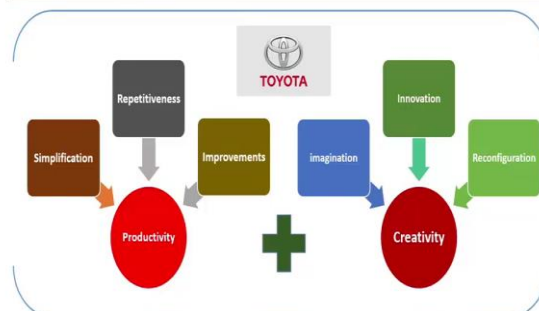 TOYOTA
Repetitiveness
Innovation
Simplification
Improvements
imagination
Reconfiguration
Productivity
Creativity